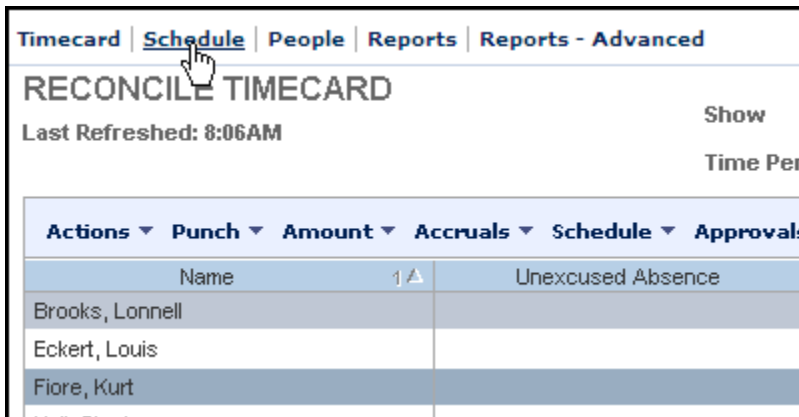 Timecard | Schedule | People | Reports | Reports - Advanced
RECONCILE TIMECARD
Last Refreshed: 8:06AM
Show
Time Per
Actions Punch Amount Accruals Schedule Approvals
Name 1 Unexcused Absence
Brooks, Lonnell
Eckert, Louis
Fiore, Kurt